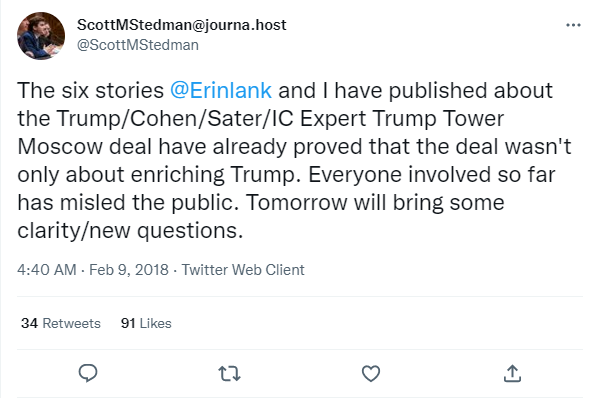 ScottMStedman@journa.host
@ScottMStedman
The six stories @ErinIank and I have published about
the Trump/Cohen/Sater/IC Expert Trump Tower
Moscow deal have already proved that the deal wasn't
only about enriching Trump. Everyone involved so far
has misled the public. Tomorrow will bring some
clarity/new questions.
4:40 AM · Feb 9, 2018 · Twitter Web Client
34 Retweets 91 Likes